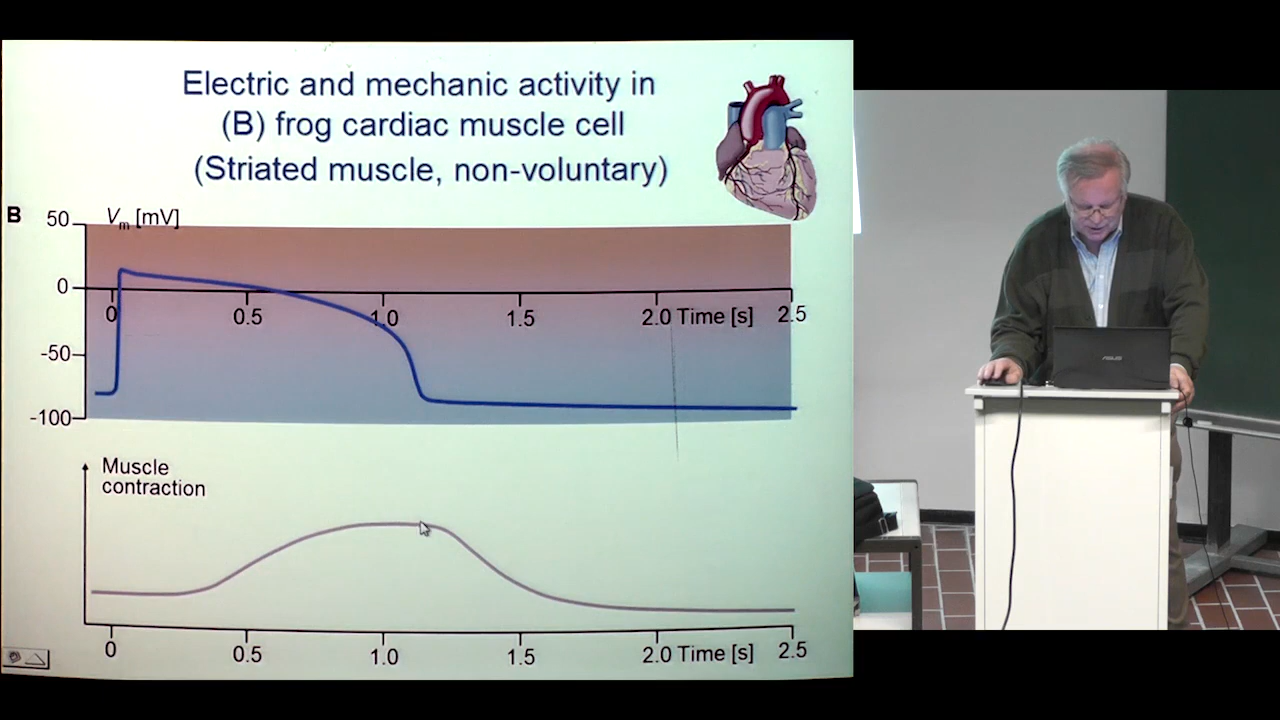 Electric and mechanic activity in
(B) frog cardiac muscle cell
(Striated muscle, non-voluntary)
B
50 Vm [mV]
0
0 0.5 1.0 1.5 2.0 Time [s] 2.5
-50
-100
Muscle
contraction
0 0.5 1.0 1.5 2.0 Time [s] 2.5
ASUS